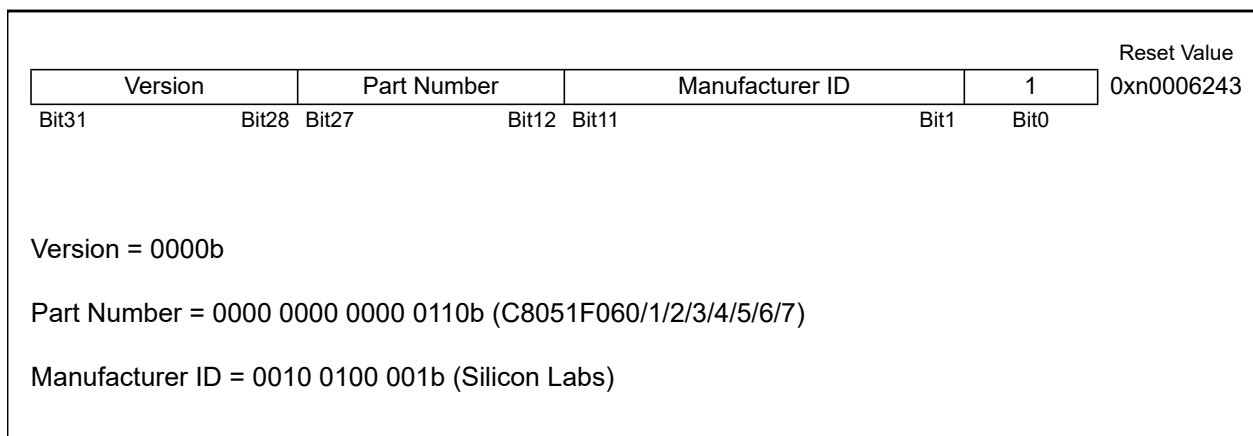 Reset Value
Version Part Number Manufacturer ID 1 0xn0006243
Bit31 Bit28 Bit27 Bit12 Bit11 Bit1 Bit0
Version = 0000b
Part Number = 0000 0000 0000 0110b (C8051F060/1/2/3/4/5/6/7)
Manufacturer ID = 0010 0100 001b (Silicon Labs)